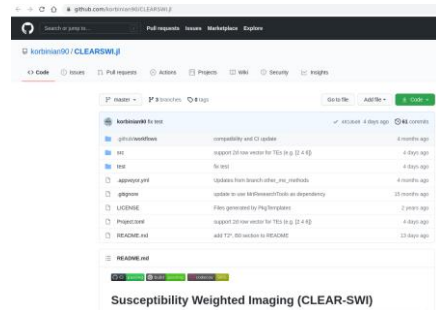 github.com/korbinian90/CLEARSWI.jl
Search or jump to...
Pull requests Issues Marketplace Explore
korbinian90 / CLEARSWI.jl
Code Issues Pull requests Actions Projects Wiki Security Insights
master 3 branches tags Go to file Add file Code
korbinian90 fix test 4 days ago 61 commits
.github/workflows compatibility and CI update 4 months ago
src support 2d row vector for TEs (e.g. [2 4 6]) 4 days ago
test fix test 4 days ago
.appveyor.yml Updates from branch other_mo_methods 4 months ago
.gitignore update to use MriResearchTools as dependency 15 months ago
LICENSE Files generated by PkgTemplates 2 years ago
Project.toml support 2d row vector for TEs (e.g. [2 4 6]) 4 days ago
README.md add T2*, B0 section to README 13 days ago
README.md
Susceptibility Weighted Imaging (CLEAR-SWI)